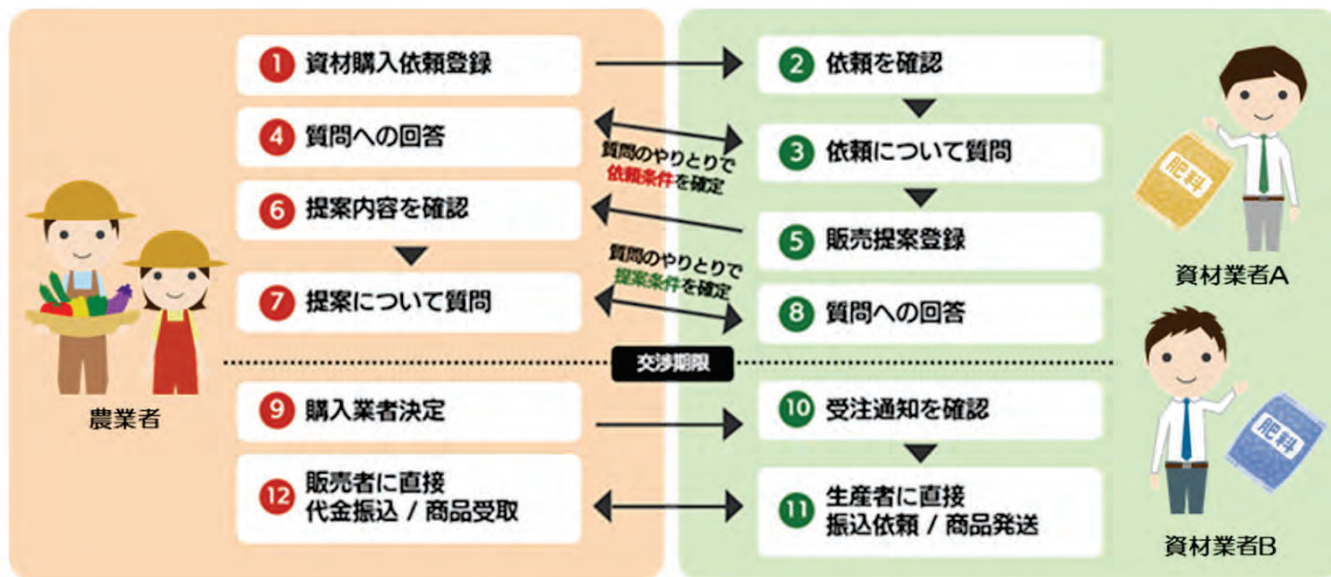 ① 資材購入依頼登録
② 依頼を確認
④ 質問への回答
③ 依頼について質問
質問のやりとりで
依頼条件を確定
⑥ 提案内容を確認
⑤ 販売提案登録
質問のやりとりで
提案条件を確定
⑦ 提案について質問
⑧ 質問への回答
肥料
資材業者A
農業者
交渉期限
⑨ 購入業者決定
⑩ 受注通知を確認
⑫ 販売者に直接
代金振込 / 商品受取
⑪ 生産者に直接
振込依頼 / 商品発送
肥料
資材業者B